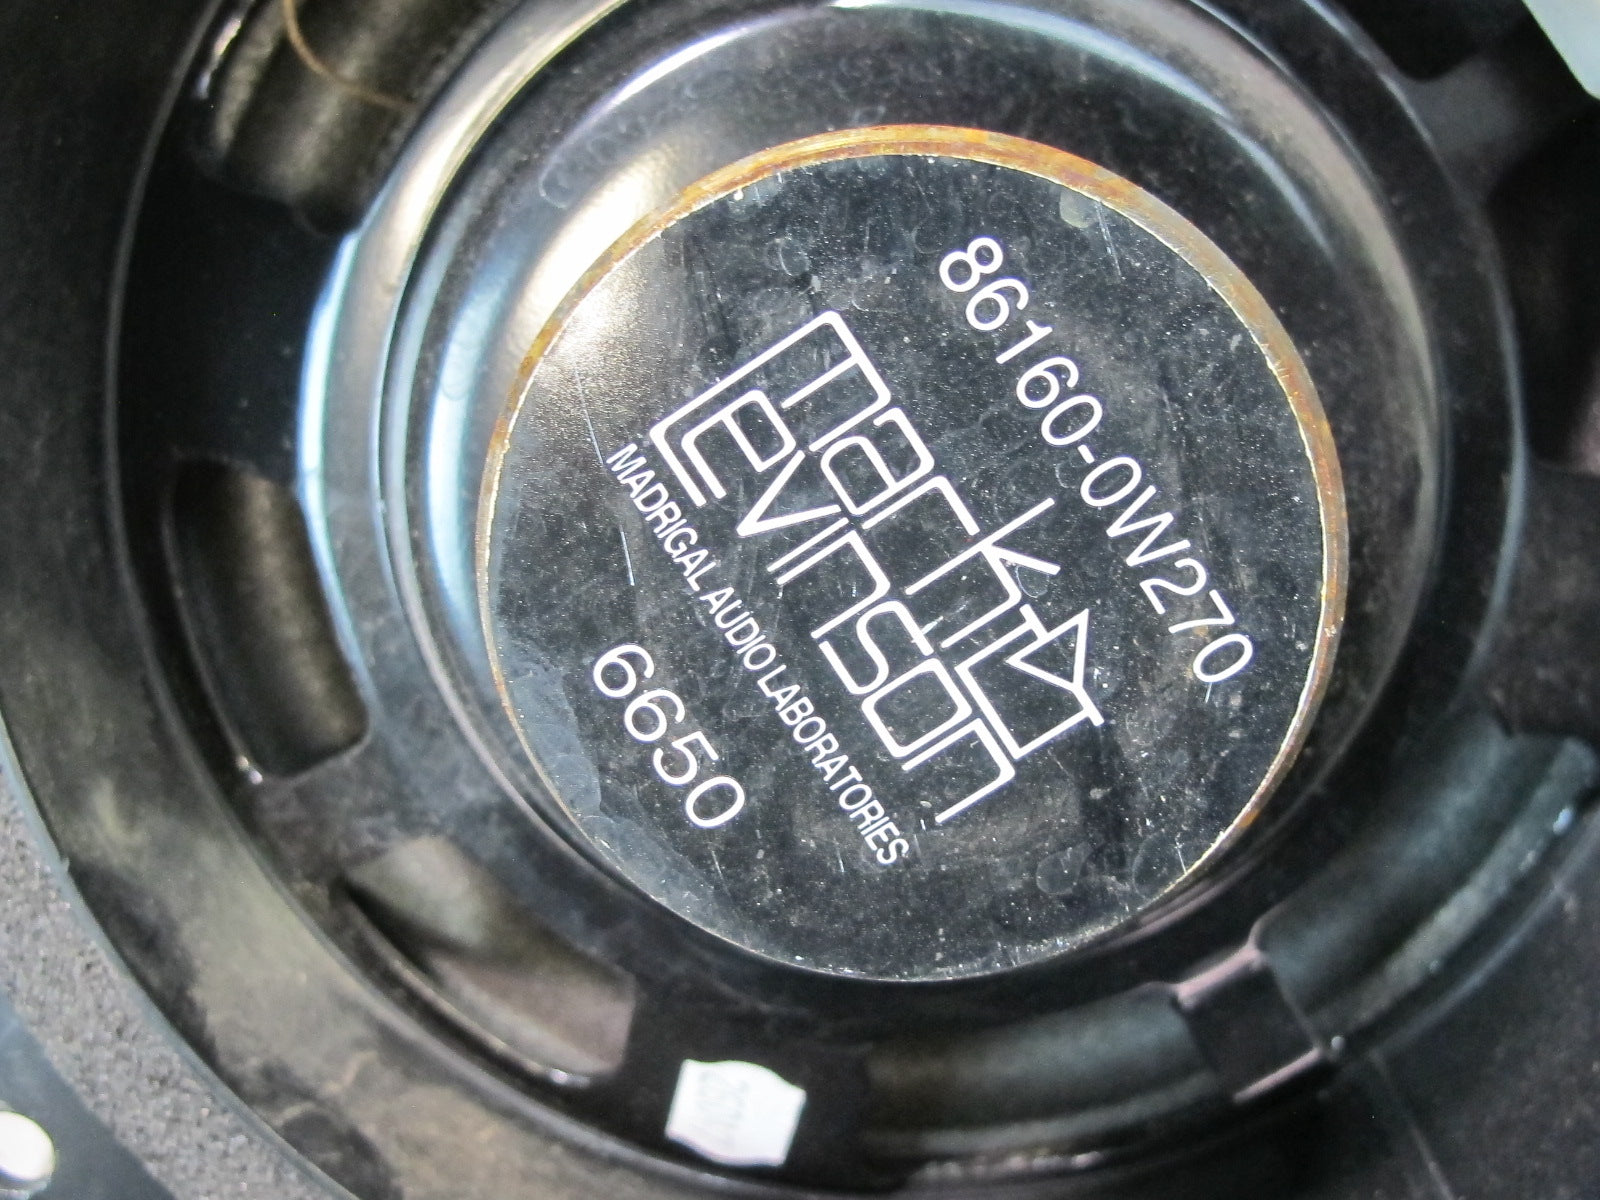 86160-0W270
mark
Levinson
MADRIGAL AUDIO LABORATORIES
6650